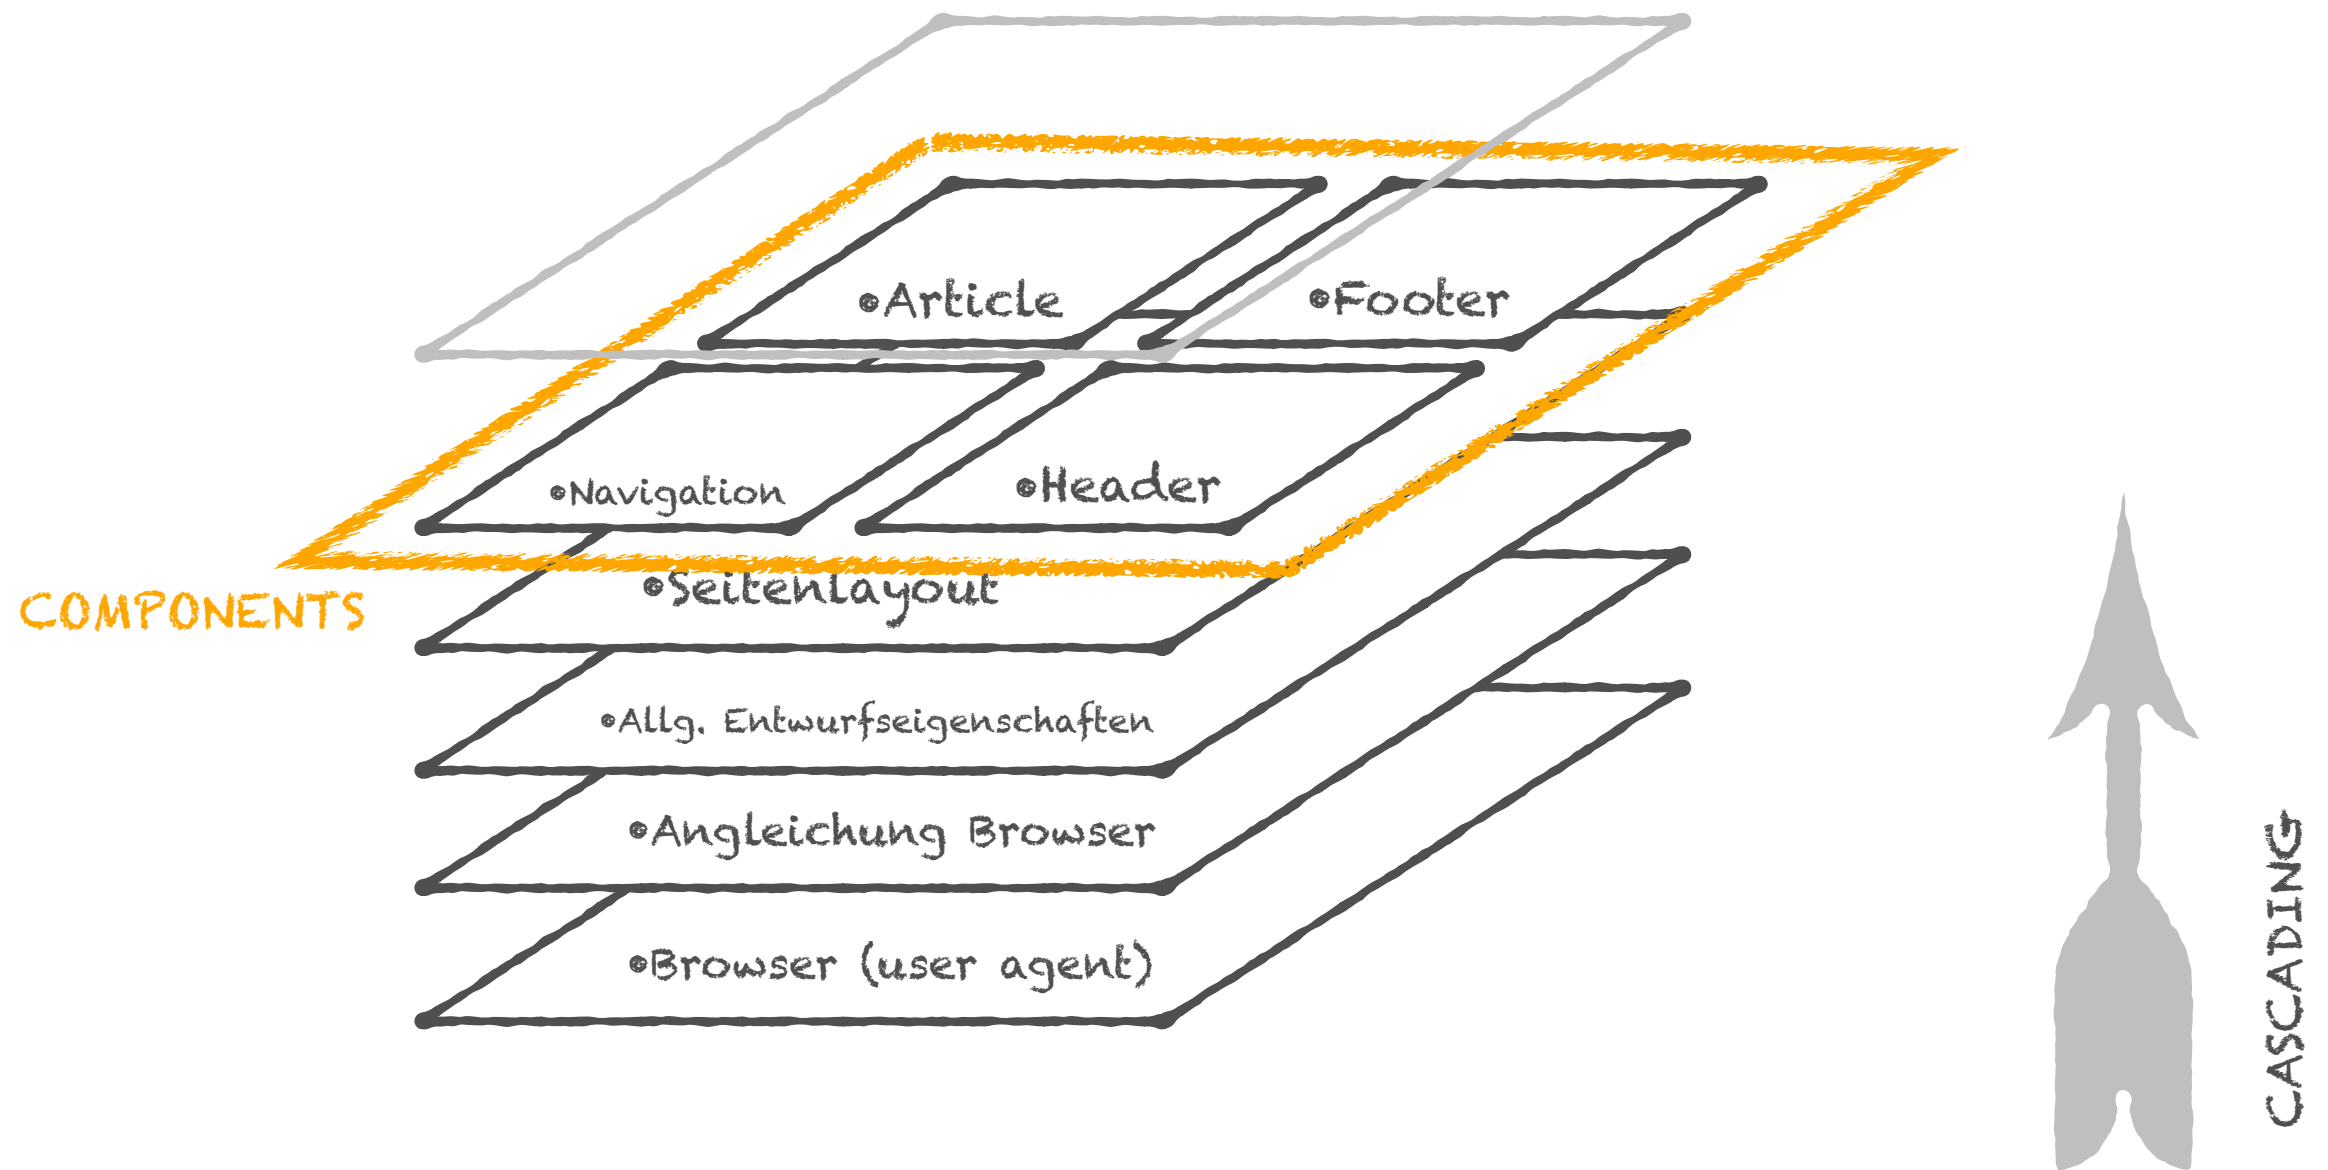 •Article
•Footer
•Navigation
•Header
COMPONENTS
•Seitenlayout
•Allg. Entwurfseigenschaften
•Angleichung Browser
•Browser (user agent)
CASCADING